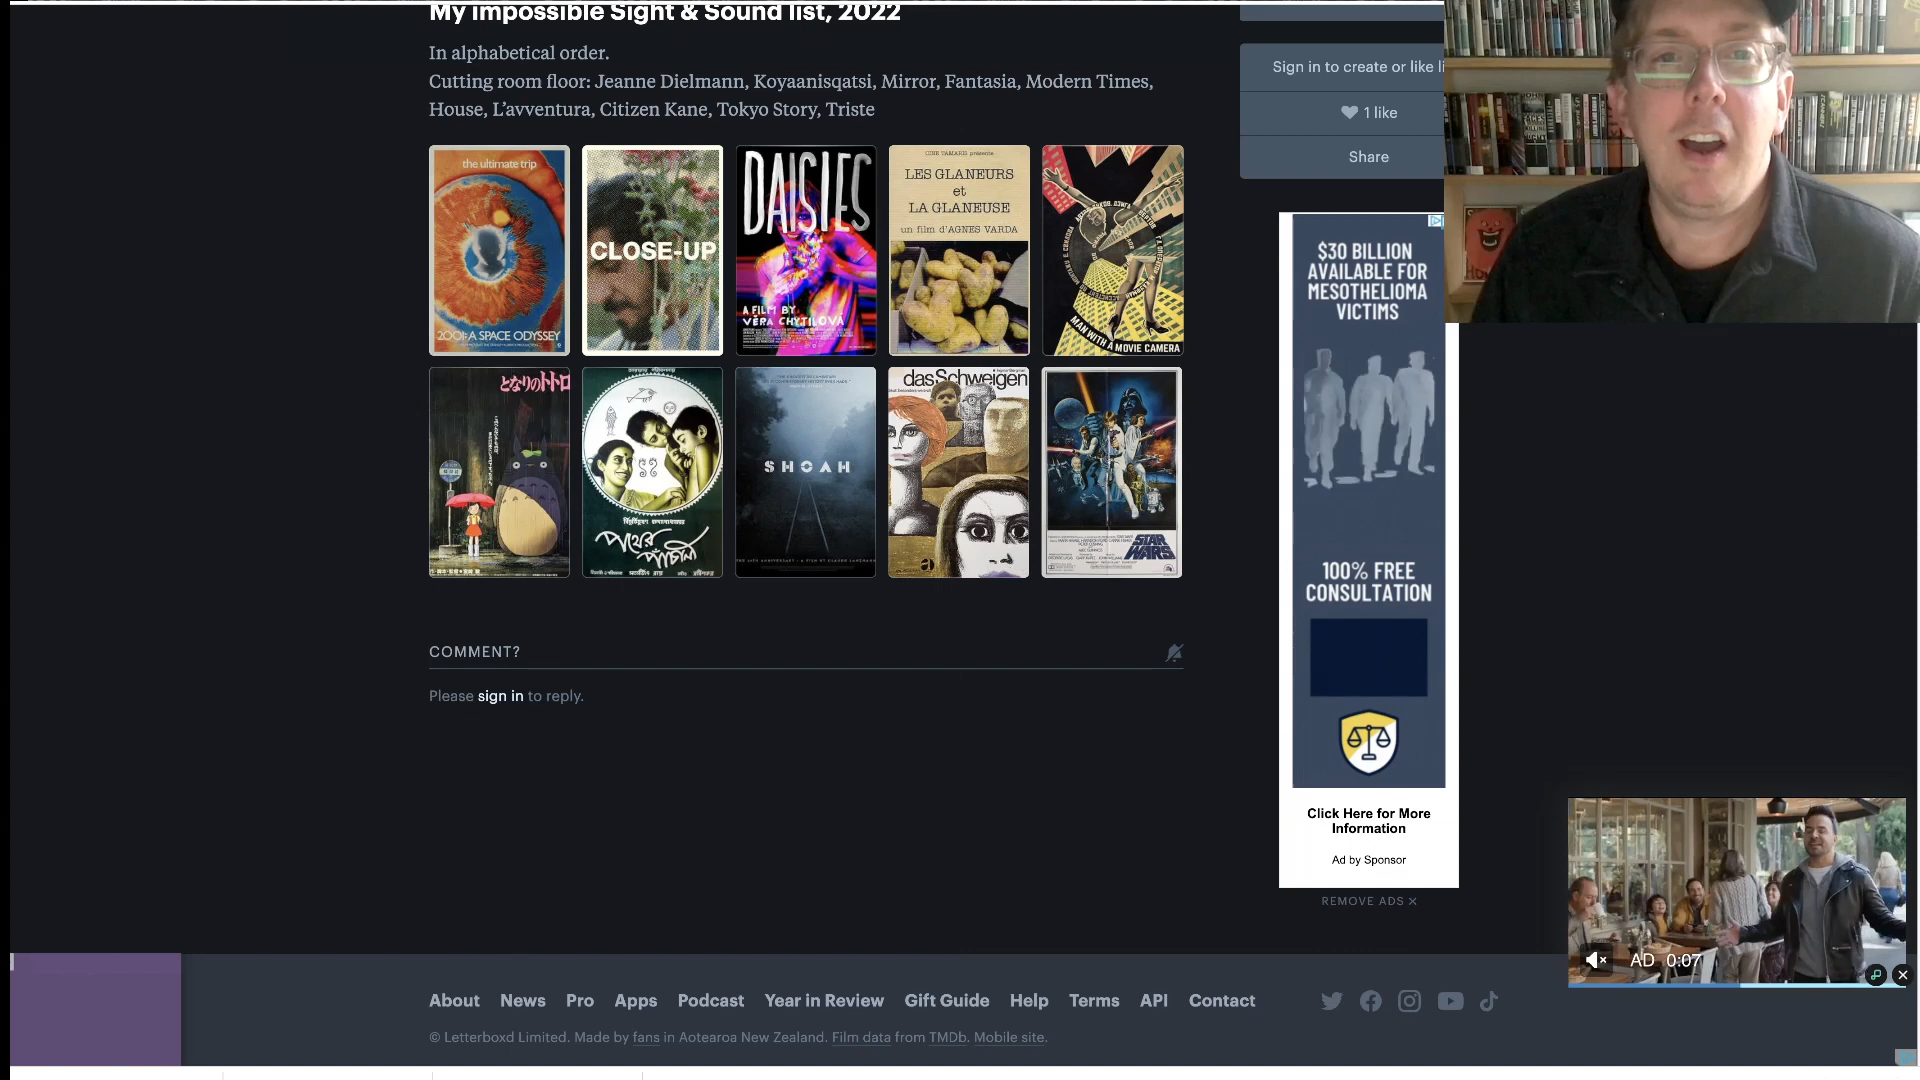 My impossible Sight & Sound list, 2022
In alphabetical order.
Cutting room floor: Jeanne Dielmann, Koyaanisqatsi, Mirror, Fantasia, Modern Times,
House, L’avventura, Citizen Kane, Tokyo Story, Triste
Sign in to create or like li
1 like
Share
the ultimate trip
2001: A SPACE ODYSSEY
CLOSE-UP
DAISIES
A FILM BY
VĚRA CHYTILOVÁ
CINE TAMARIS présente
LES GLANEURS
et
LA GLANEUSE
un film d'AGNES VARDA
MAN WITH A MOVIE CAMERA
となりのトトロ
পথের
পাঁচালী
SHOAH
das Schweigen
STAR
WARS
$30 BILLION
AVAILABLE FOR
MESOTHELIOMA
VICTIMS
100% FREE
CONSULTATION
Click Here for More
Information
Ad by Sponsor
REMOVE ADS ×
COMMENT?
Please sign in to reply.
AD 0:07
About News Pro Apps Podcast Year in Review Gift Guide Help Terms API Contact
© Letterboxd Limited. Made by fans in Aotearoa New Zealand. Film data from TMDb. Mobile site.